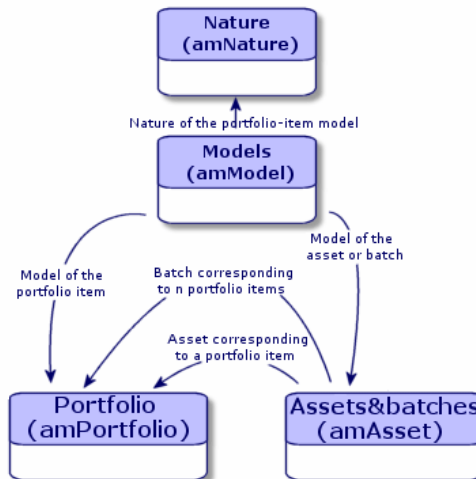 Nature
(amNature)
Nature of the portfolio-item model
Models
(amModel)
Model of the
asset or batch
Model of the
portfolio item
Batch corresponding
to n portfolio items
Asset corresponding
to a portfolio item
Portfolio
(amPortfolio)
Assets&batches
(amAsset)